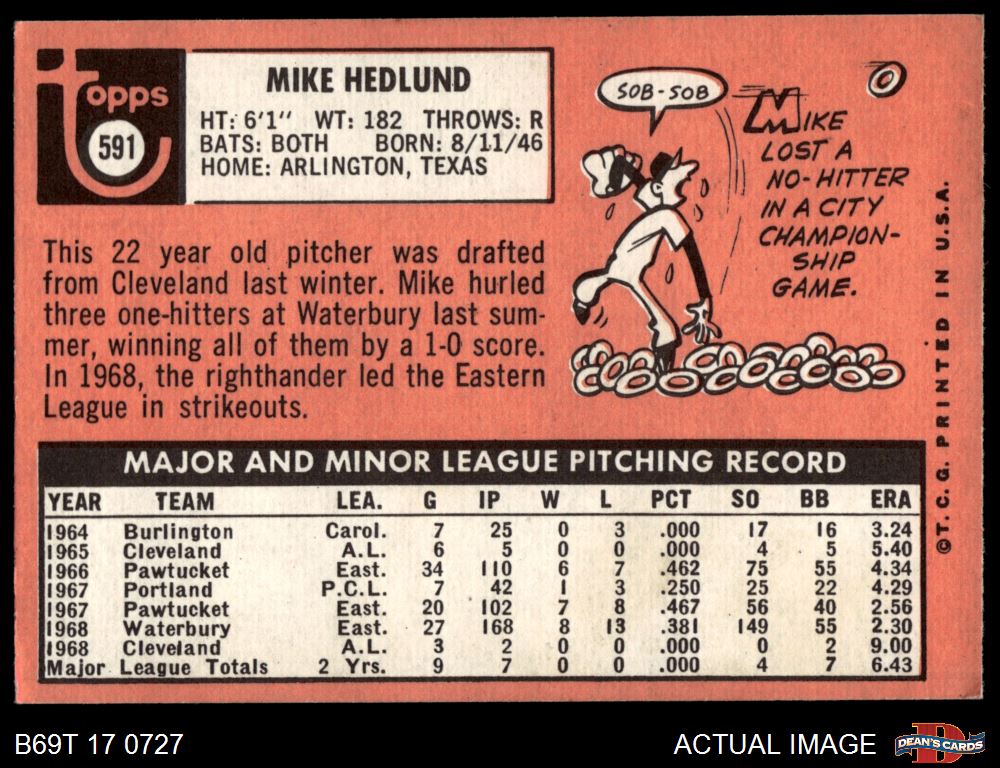 Topps
591
MIKE HEDLUND
HT: 6'1" WT: 182 THROWS: R
BATS: BOTH BORN: 8/11/46
HOME: ARLINGTON, TEXAS
This 22 year old pitcher was drafted
from Cleveland last winter. Mike hurled
three one-hitters at Waterbury last sum-
mer, winning all of them by a 1-0 score.
In 1968, the righthander led the Eastern
League in strikeouts.
SOB-SOB
MIKE
LOST A
NO-HITTER
IN A CITY
CHAMPION-
SHIP
GAME.
©T.C.G. PRINTED IN U.S.A.
MAJOR AND MINOR LEAGUE PITCHING RECORD
YEAR TEAM LEA. G IP W L PCT SO BB ERA
1964 Burlington Carol. 7 25 0 3 .000 17 16 3.24
1965 Cleveland A.L. 6 5 0 0 .000 4 5 5.40
1966 Pawtucket East. 34 110 6 7 .462 75 55 4.34
1967 Portland P.C.L. 7 42 1 3 .250 25 22 4.29
1967 Pawtucket East. 20 102 7 8 .467 56 40 2.56
1968 Waterbury East. 27 168 8 13 .381 149 55 2.30
1968 Cleveland A.L. 3 2 0 0 .000 0 2 9.00
Major League Totals 2 Yrs. 9 7 0 0 .000 4 7 6.43
B69T 17 0727
ACTUAL IMAGE
D
DEAN'S CARDS